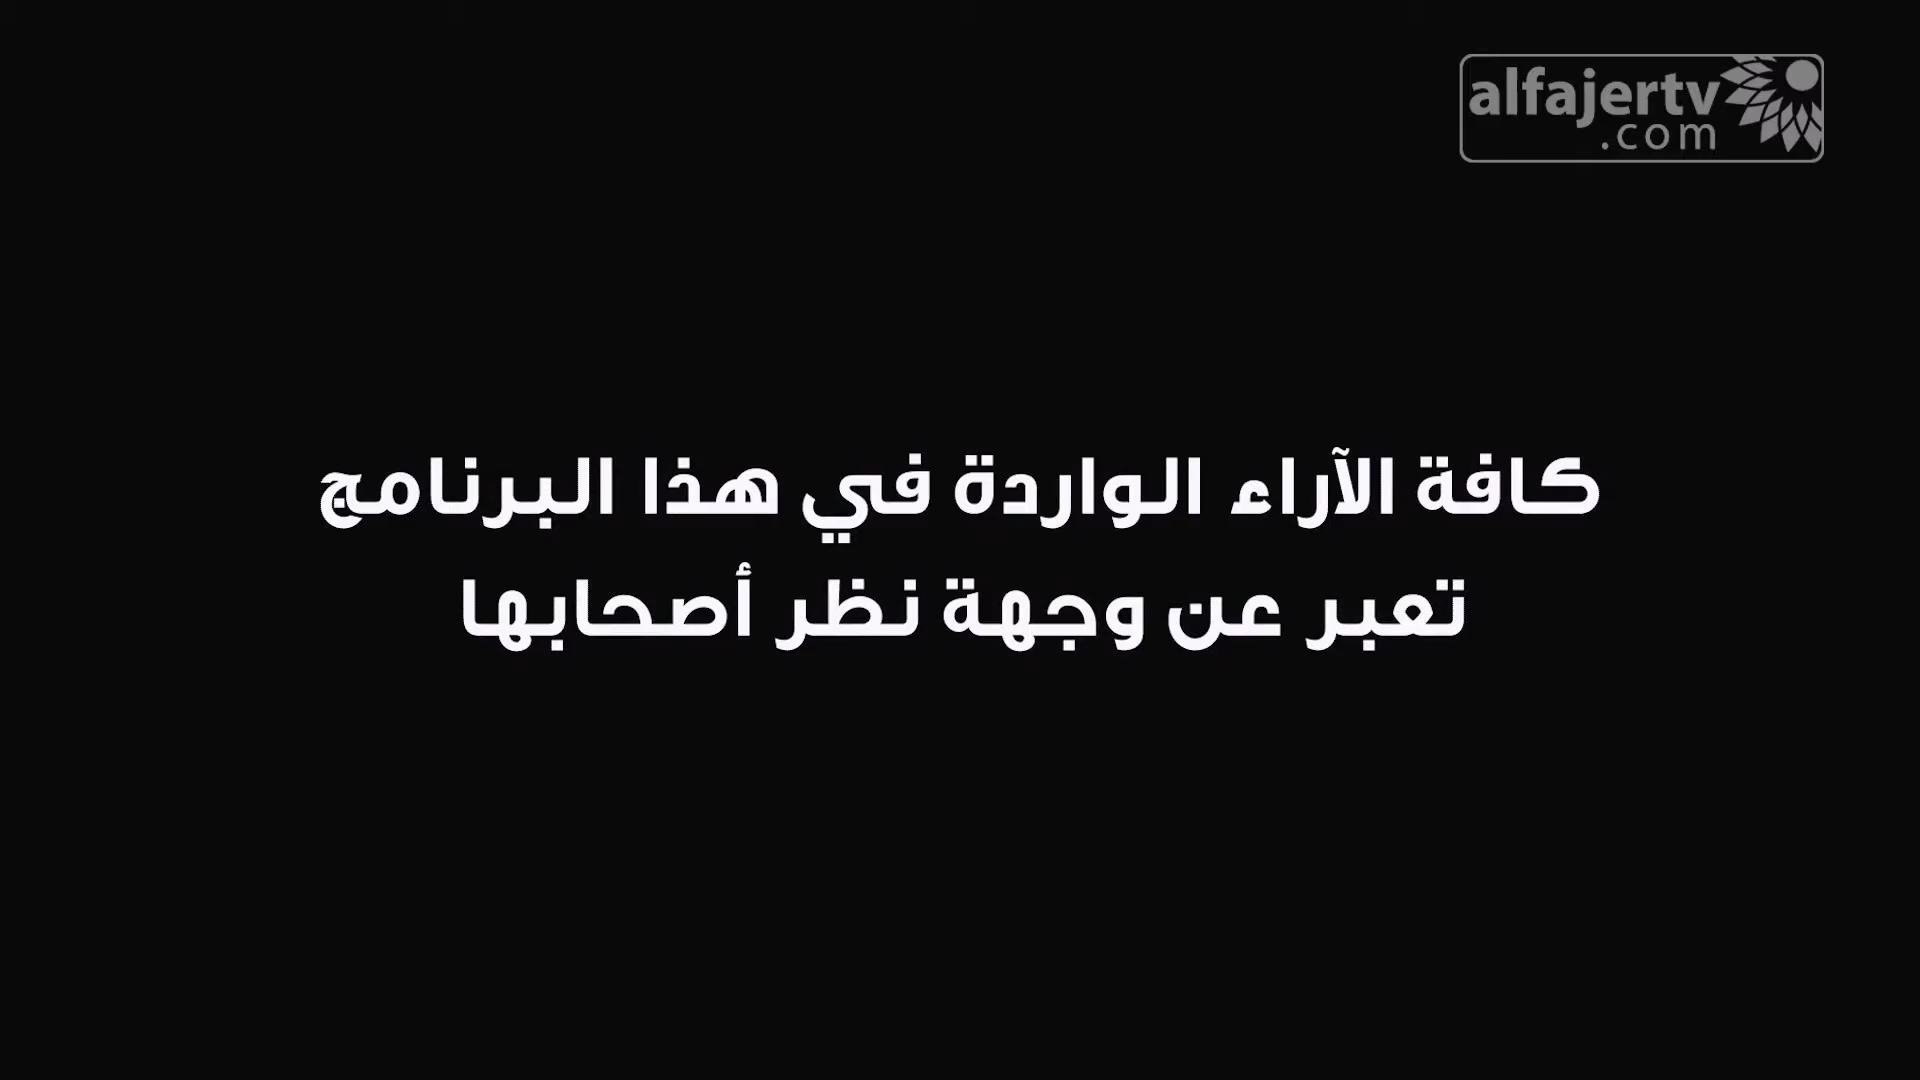 alfajertv
.com
كافة الآراء الواردة في هذا البرنامج
تعبر عن وجهة نظر أصحابها